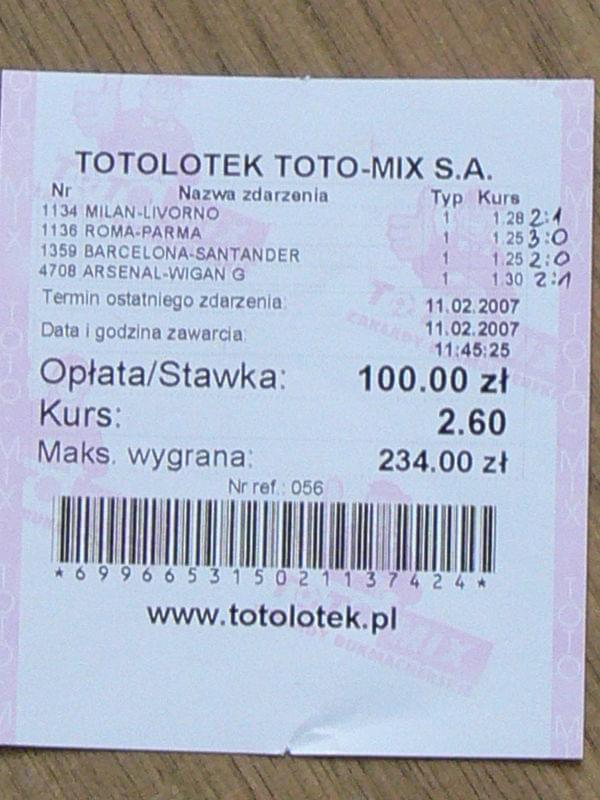 TOTOLOTEK TOTO-MIX S.A.
Nr Nazwa zdarzenia Typ Kurs
1134 MILAN-LIVORNO 1 1.28 2:1
1136 ROMA-PARMA 1 1.25 3:0
1359 BARCELONA-SANTANDER 1 1.25 2:0
4708 ARSENAL-WIGAN G 1 1.30 2:1
Termin ostatniego zdarzenia: 11.02.2007
Data i godzina zawarcia: 11.02.2007
11:45:25
Opłata/Stawka: 100.00 zł
Kurs: 2.60
Maks. wygrana: 234.00 zł
Nr ref.: 056
*699665315021137424*
www.totolotek.pl